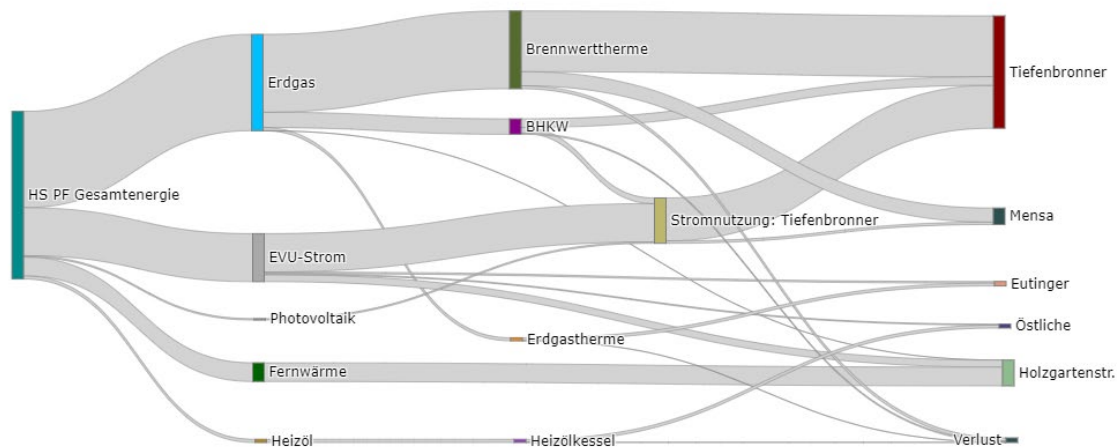 HS PF Gesamtenergie
Erdgas
EVU-Strom
Photovoltaik
Fernwärme
Heizöl
Brennwerttherme
BHKW
Erdgastherme
Heizölkessel
Stromnutzung: Tiefenbronner
Tiefenbronner
Mensa
Eutinger
Östliche
Holzgartenstr.
Verlust